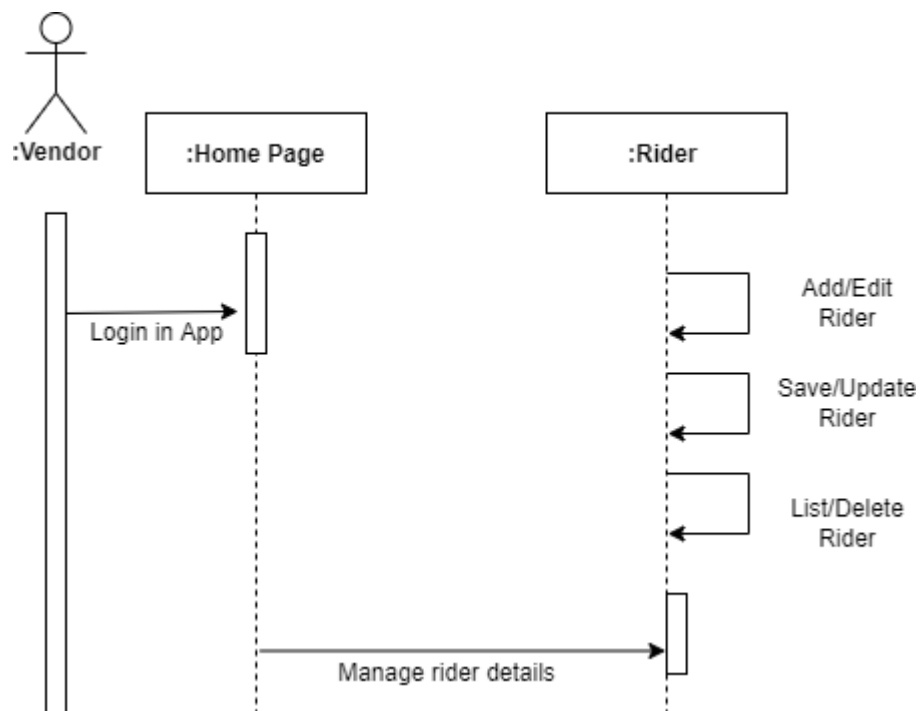 :Vendor
:Home Page
:Rider
Login in App
Add/Edit
Rider
Save/Update
Rider
List/Delete
Rider
Manage rider details